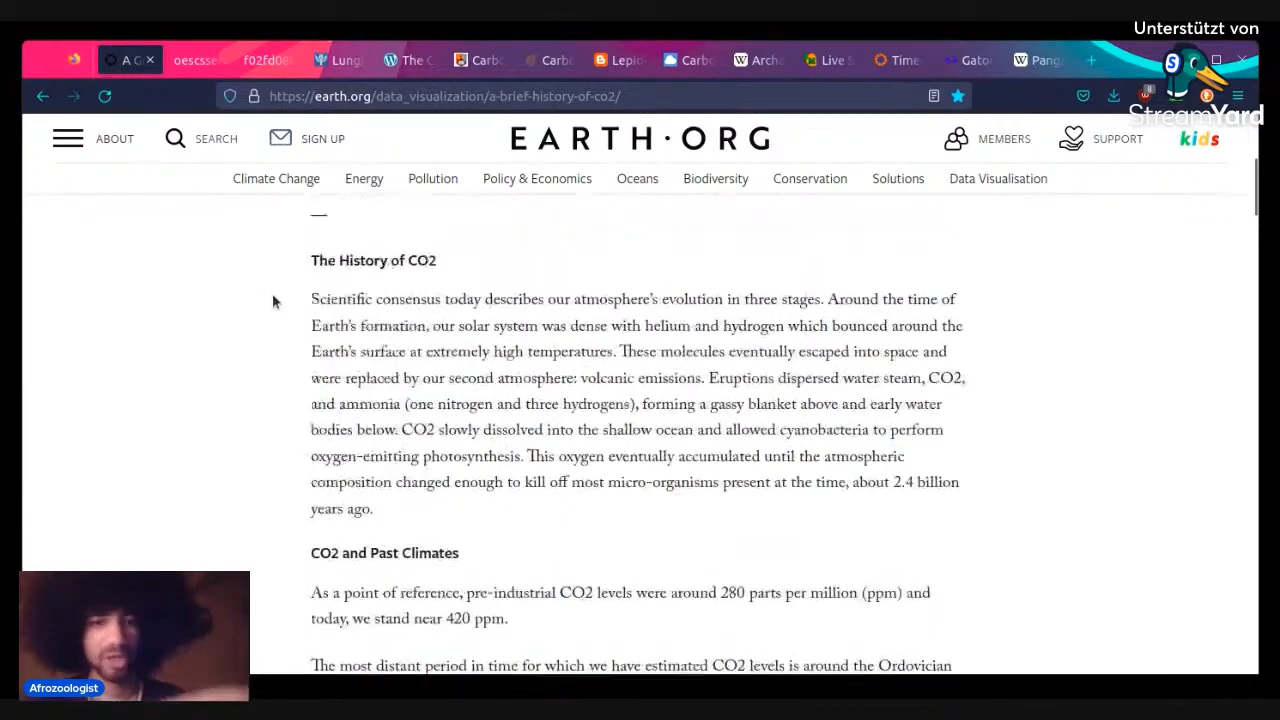 Unterstützt von
StreamYard
A G
oescsse
f02fd08
Lungf
The C
Carb
Carb
Lepic
Carb
Arch
Live S
Time
Gato
Pang
https://earth.org/data_visualization/a-brief-history-of-co2/
8
ABOUT
SEARCH
SIGN UP
EARTH·ORG
MEMBERS
SUPPORT
kids
Climate Change
Energy
Pollution
Policy & Economics
Oceans
Biodiversity
Conservation
Solutions
Data Visualisation
—
The History of CO2
Scientific consensus today describes our atmosphere's evolution in three stages. Around the time of
Earth's formation, our solar system was dense with helium and hydrogen which bounced around the
Earth's surface at extremely high temperatures. These molecules eventually escaped into space and
were replaced by our second atmosphere: volcanic emissions. Eruptions dispersed water steam, CO2,
and ammonia (one nitrogen and three hydrogens), forming a gassy blanket above and early water
bodies below. CO2 slowly dissolved into the shallow ocean and allowed cyanobacteria to perform
oxygen-emitting photosynthesis. This oxygen eventually accumulated until the atmospheric
composition changed enough to kill off most micro-organisms present at the time, about 2.4 billion
years ago.
CO2 and Past Climates
As a point of reference, pre-industrial CO2 levels were around 280 parts per million (ppm) and
today, we stand near 420 ppm.
The most distant period in time for which we have estimated CO2 levels is around the Ordovician
Afrozoologist